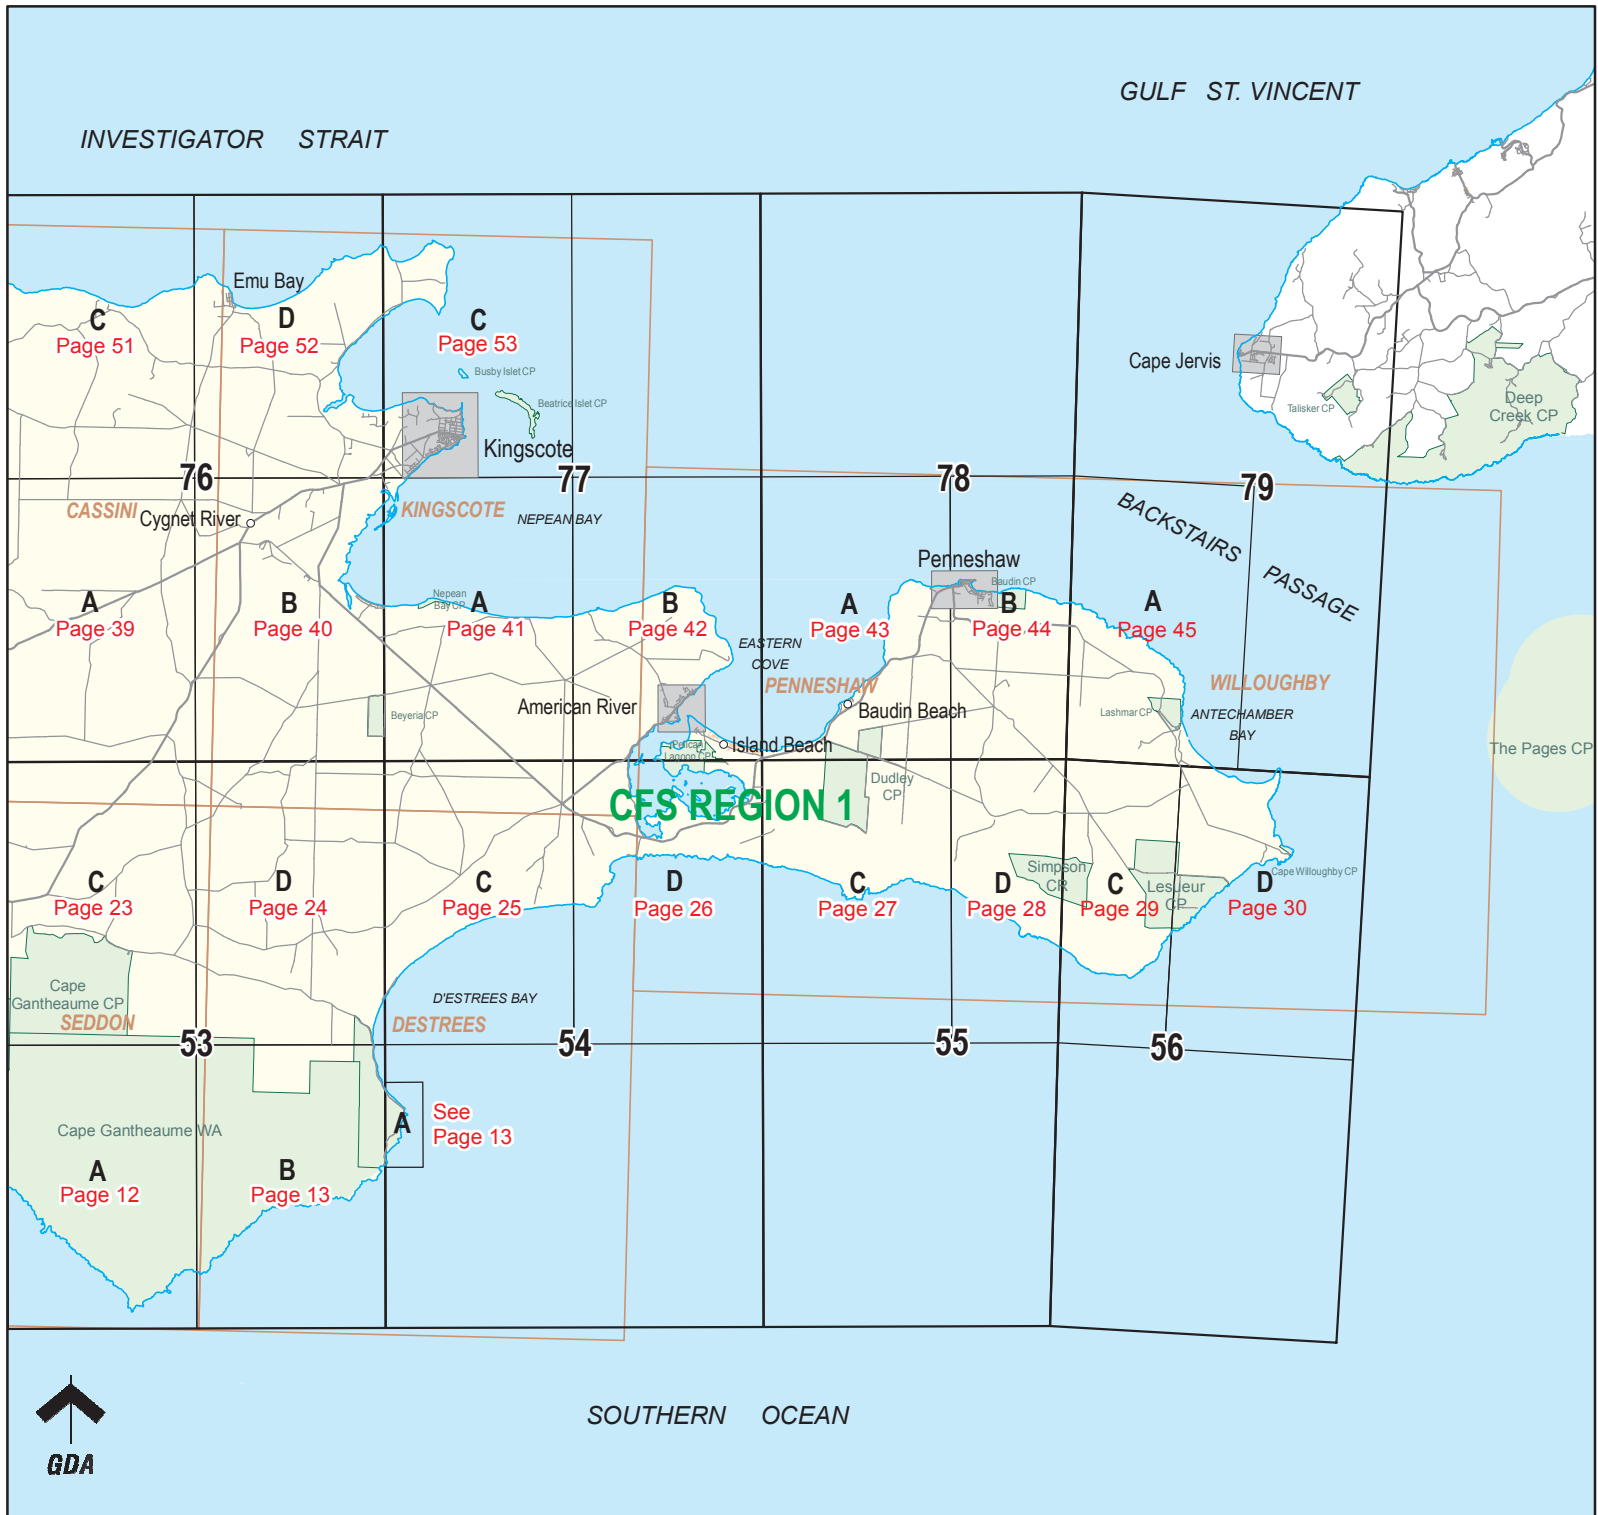 GULF ST. VINCENT
INVESTIGATOR STRAIT
Emu Bay
C
Page 51
D
Page 52
C
Page 53
Busby Islet CP
Beatrice Islet CP
Cape Jervis
Talisker CP
Deep
Creek CP
Kingscote
76
77
78
79
CASSINI
Cygnet River
KINGSCOTE
NEPEAN BAY
BACKSTAIRS PASSAGE
Penneshaw
Baudin CP
Nepean
Bay CP
A
Page 39
B
Page 40
A
Page 41
B
Page 42
A
Page 43
B
Page 44
A
Page 45
EASTERN
COVE
PENNESHAW
WILLOUGHBY
American River
Baudin Beach
Beyeria CP
Lashmar CP
ANTECHAMBER
BAY
Island Beach
Pelican
Lagoon CP
The Pages CP
Dudley
CP
CFS REGION 1
Simpson
CP
Lesueur
CP
Cape Willoughby CP
C
Page 23
D
Page 24
C
Page 25
D
Page 26
C
Page 27
D
Page 28
C
Page 29
D
Page 30
Cape
Gantheaume CP
D'ESTREES BAY
SEDDON
DESTREES
53
54
55
56
Cape Gantheaume WA
A
See
Page 13
A
Page 12
B
Page 13
SOUTHERN OCEAN
GDA